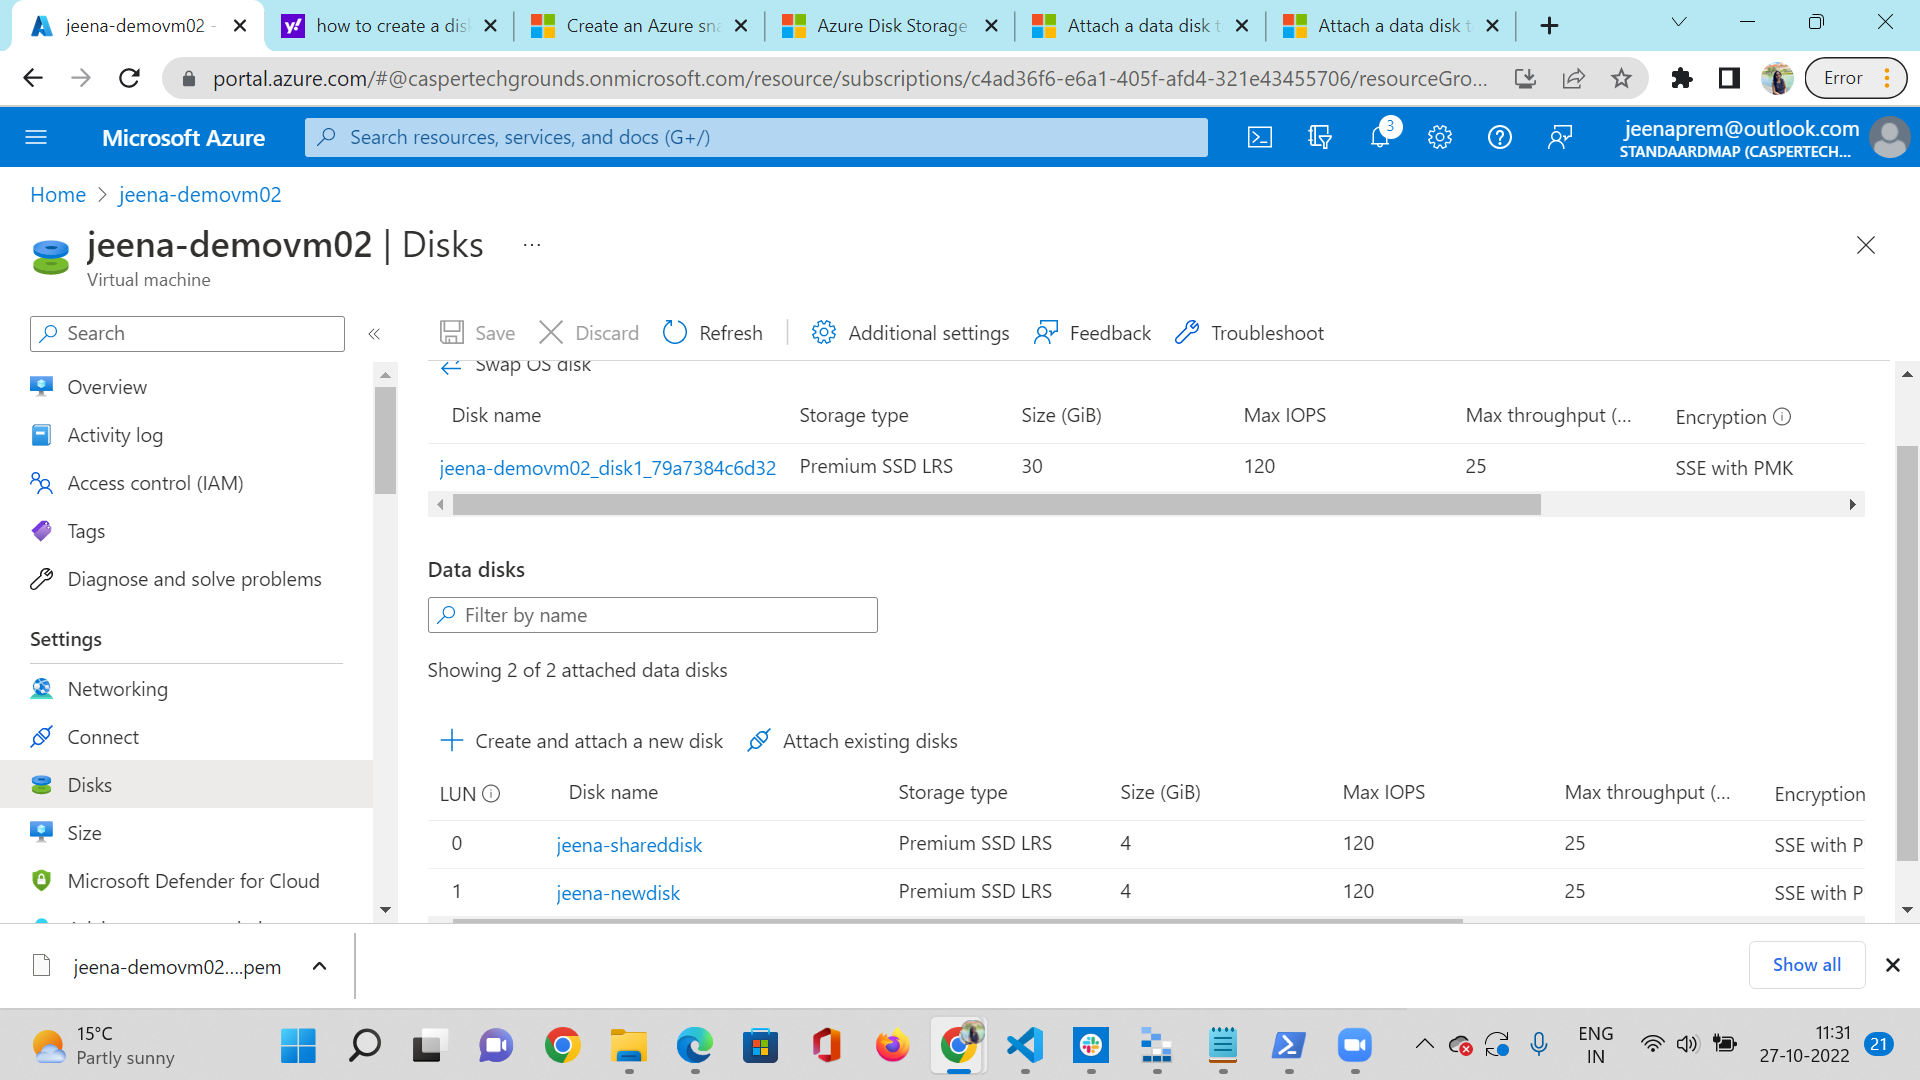 jeena-demovm02 -
how to create a dis
Create an Azure sna
Azure Disk Storage
Attach a data disk t
Attach a data disk t
portal.azure.com/#@caspertechgrounds.onmicrosoft.com/resource/subscriptions/c4ad36f6-e6a1-405f-afd4-321e43455706/resourceGro...
Error
Microsoft Azure
Search resources, services, and docs (G+/)
3
jeenaprem@outlook.com
STANDAARDMAP (CASPERTECH...
Home > jeena-demovm02
jeena-demovm02 | Disks ...
Virtual machine
Search
«
Save
Discard
Refresh
Additional settings
Feedback
Troubleshoot
Overview
Activity log
Access control (IAM)
Tags
Diagnose and solve problems
Settings
Networking
Connect
Disks
Size
Microsoft Defender for Cloud
Swap OS disk
Disk name Storage type Size (GiB) Max IOPS Max throughput (... Encryption
jeena-demovm02_disk1_79a7384c6d32 Premium SSD LRS 30 120 25 SSE with PMK
Data disks
Filter by name
Showing 2 of 2 attached data disks
Create and attach a new disk
Attach existing disks
LUN Disk name Storage type Size (GiB) Max IOPS Max throughput (... Encryption
0 jeena-shareddisk Premium SSD LRS 4 120 25 SSE with P
1 jeena-newdisk Premium SSD LRS 4 120 25 SSE with P
jeena-demovm02....pem
Show all
15°C
Partly sunny
ENG
IN
11:31
27-10-2022
21